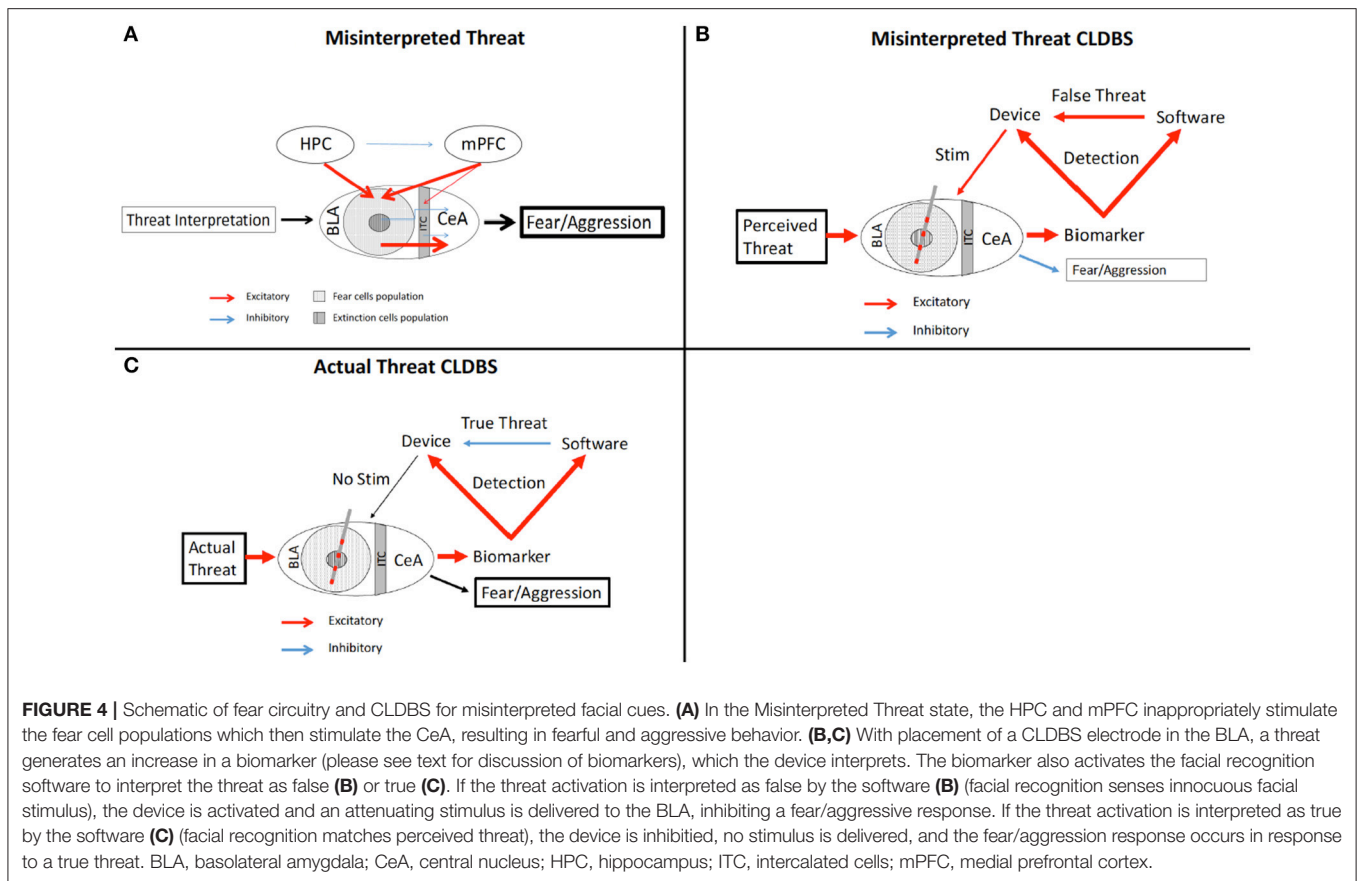 A
Misinterpreted Threat
HPC
mPFC
Threat Interpretation
BLA
ITC
CeA
Fear/Aggression
Excitatory
Fear cells population
Inhibitory
Extinction cells population
B
Misinterpreted Threat CLDBS
False Threat
Device
Software
Stim
Detection
Perceived
Threat
BLA
ITC
CeA
Biomarker
Fear/Aggression
Excitatory
Inhibitory
C
Actual Threat CLDBS
True Threat
Device
Software
No Stim
Detection
Actual
Threat
BLA
ITC
CeA
Biomarker
Fear/Aggression
Excitatory
Inhibitory
FIGURE 4 | Schematic of fear circuitry and CLDBS for misinterpreted facial cues. (A) In the Misinterpreted Threat state, the HPC and mPFC inappropriately stimulate
the fear cell populations which then stimulate the CeA, resulting in fearful and aggressive behavior. (B,C) With placement of a CLDBS electrode in the BLA, a threat
generates an increase in a biomarker (please see text for discussion of biomarkers), which the device interprets. The biomarker also activates the facial recognition
software to interpret the threat as false (B) or true (C). If the threat activation is interpreted as false by the software (B) (facial recognition senses innocuous facial
stimulus), the device is activated and an attenuating stimulus is delivered to the BLA, inhibiting a fear/aggressive response. If the threat activation is interpreted as true
by the software (C) (facial recognition matches perceived threat), the device is inhibitied, no stimulus is delivered, and the fear/aggression response occurs in response
to a true threat. BLA, basolateral amygdala; CeA, central nucleus; HPC, hippocampus; ITC, intercalated cells; mPFC, medial prefrontal cortex.